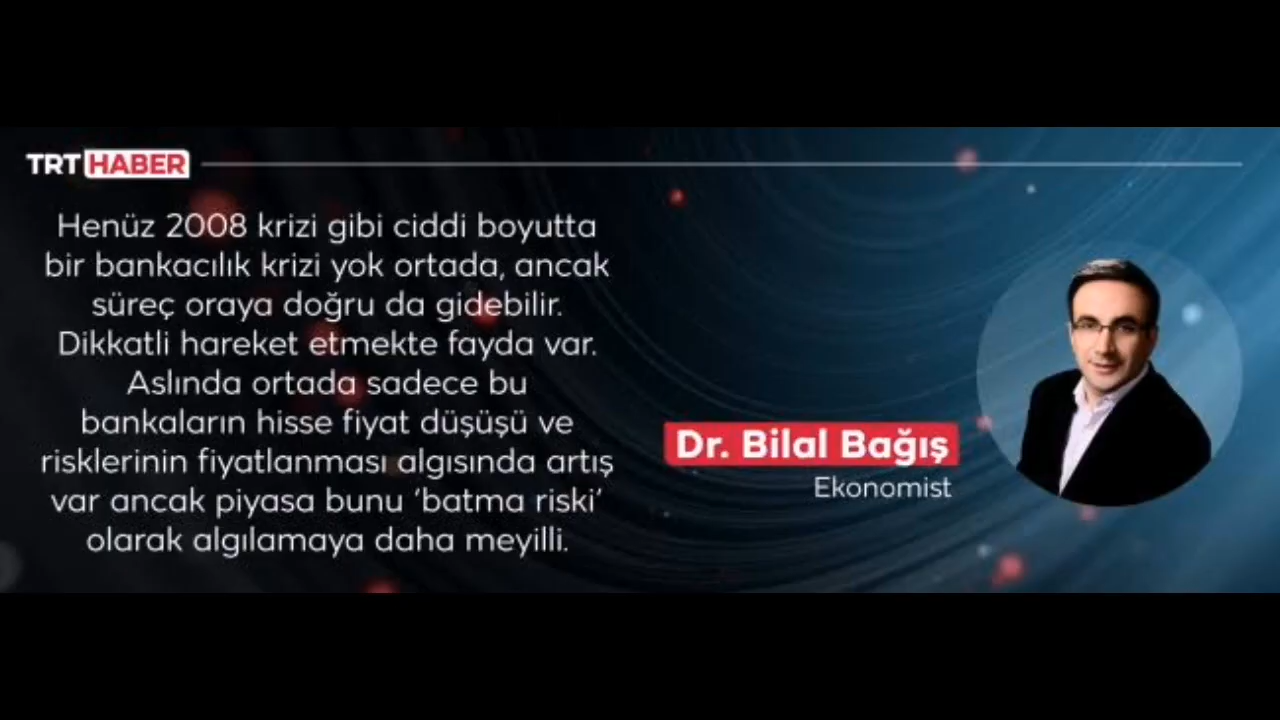 TRT HABER
Henüz 2008 krizi gibi ciddi boyutta
bir bankacılık krizi yok ortada, ancak
süreç oraya doğru da gidebilir.
Dikkatli hareket etmekte fayda var.
Aslında ortada sadece bu
bankaların hisse fiyat düşüşü ve
risklerinin fiyatlanması algısında artış
var ancak piyasa bunu ‘batma riski’
olarak algılamaya daha meyilli.
Dr. Bilal Bağış
Ekonomist